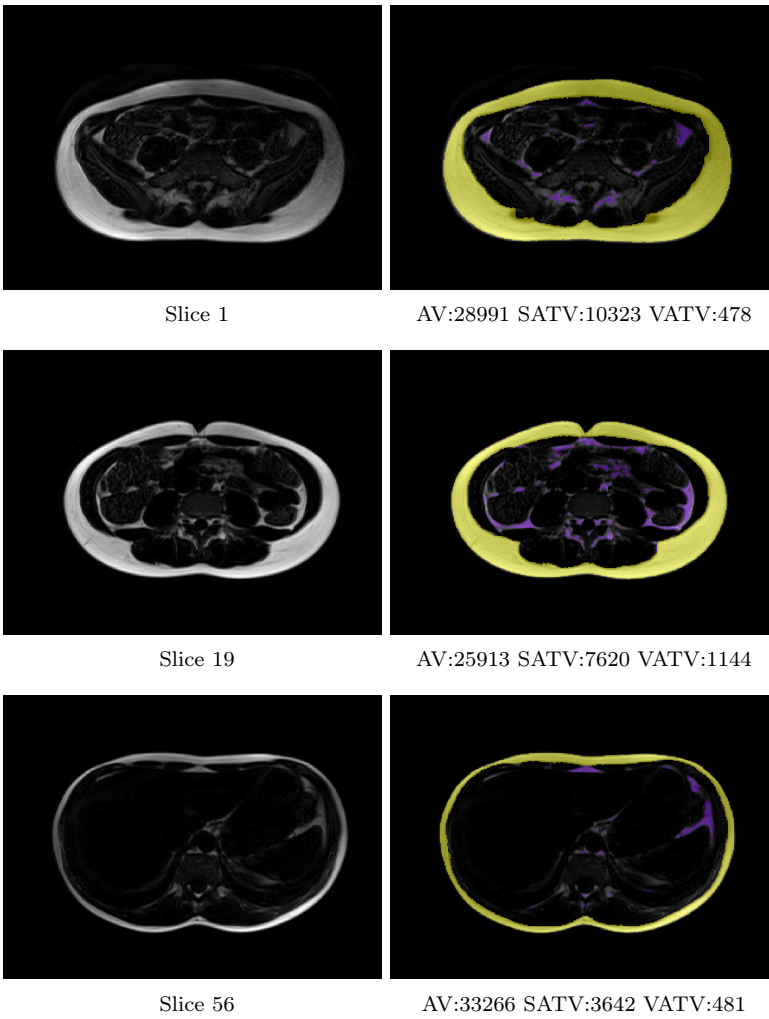 Slice 1
AV:28991 SATV:10323 VATV:478
Slice 19
AV:25913 SATV:7620 VATV:1144
Slice 56
AV:33266 SATV:3642 VATV:481